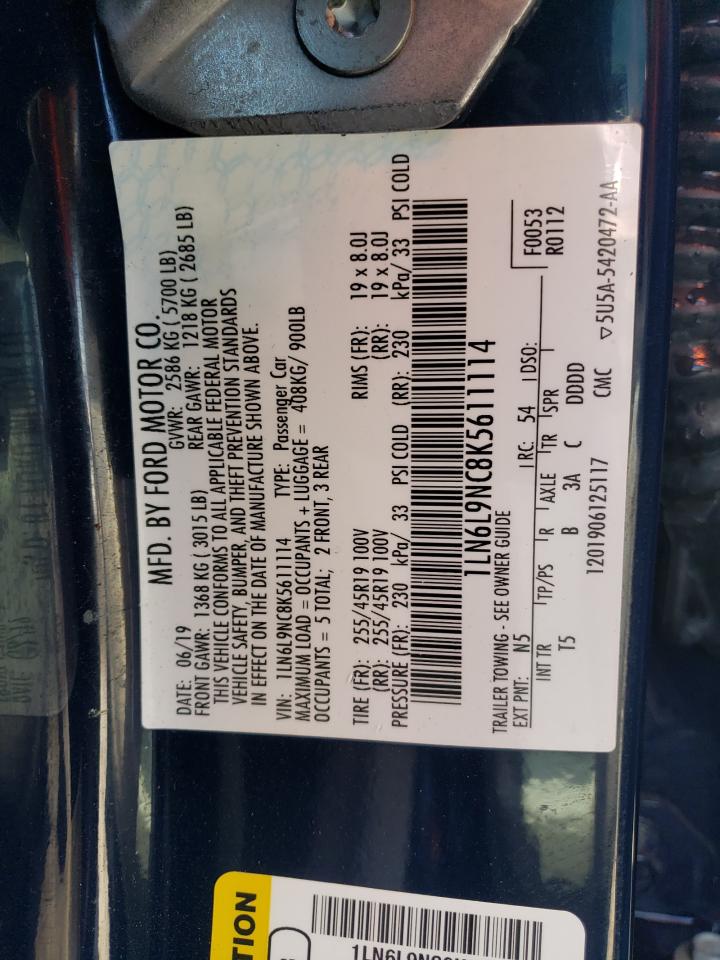 MFD. BY FORD MOTOR CO.
DATE: 06/19 GVWR: 2586 KG ( 5700 LB)
FRONT GAWR: 1368 KG ( 3015 LB) REAR GAWR: 1218 KG ( 2685 LB)
THIS VEHICLE CONFORMS TO ALL APPLICABLE FEDERAL MOTOR
VEHICLE SAFETY, BUMPER, AND THEFT PREVENTION STANDARDS
IN EFFECT ON THE DATE OF MANUFACTURE SHOWN ABOVE.
VIN: 1LN6L9NC8K5611114 TYPE: Passenger Car
MAXIMUM LOAD = OCCUPANTS + LUGGAGE = 408KG/ 900LB
OCCUPANTS = 5 TOTAL; 2 FRONT, 3 REAR
TIRE (FR): 255/45R19 100V RIMS (FR): 19 x 8.0J
(RR): 255/45R19 100V (RR): 19 x 8.0J
PRESSURE (FR): 230 kPa/ 33 PSI COLD (RR): 230 kPa/ 33 PSI COLD
1LN6L9NC8K5611114
TRAILER TOWING - SEE OWNER GUIDE
EXT PNT: N5 RC: 54 DSO: F0053
R0112
INT TR TP/PS R AXLE TR SPR
T5 B 3A C DDDD
1201906125117 CMC ▽5U5A-5420472-AA
TION